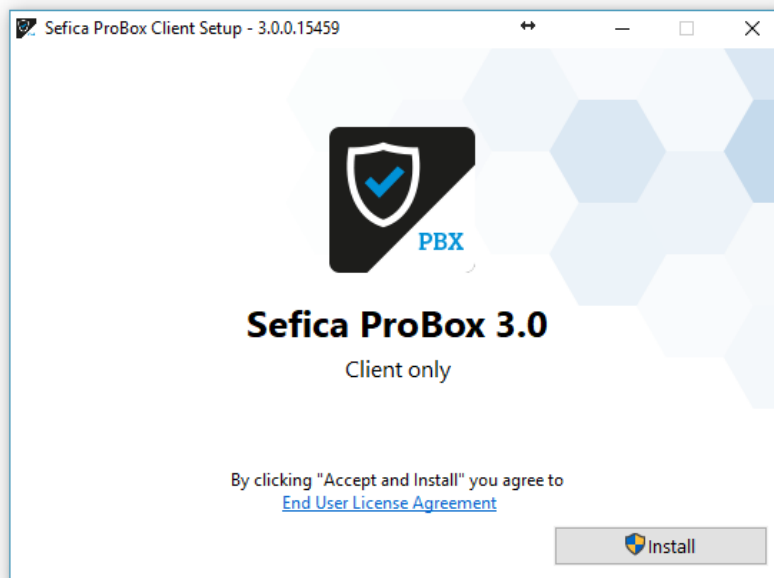 Sefica ProBox Client Setup - 3.0.0.15459
PBX
Sefica ProBox 3.0
Client only
By clicking "Accept and Install" you agree to
End User License Agreement
Install